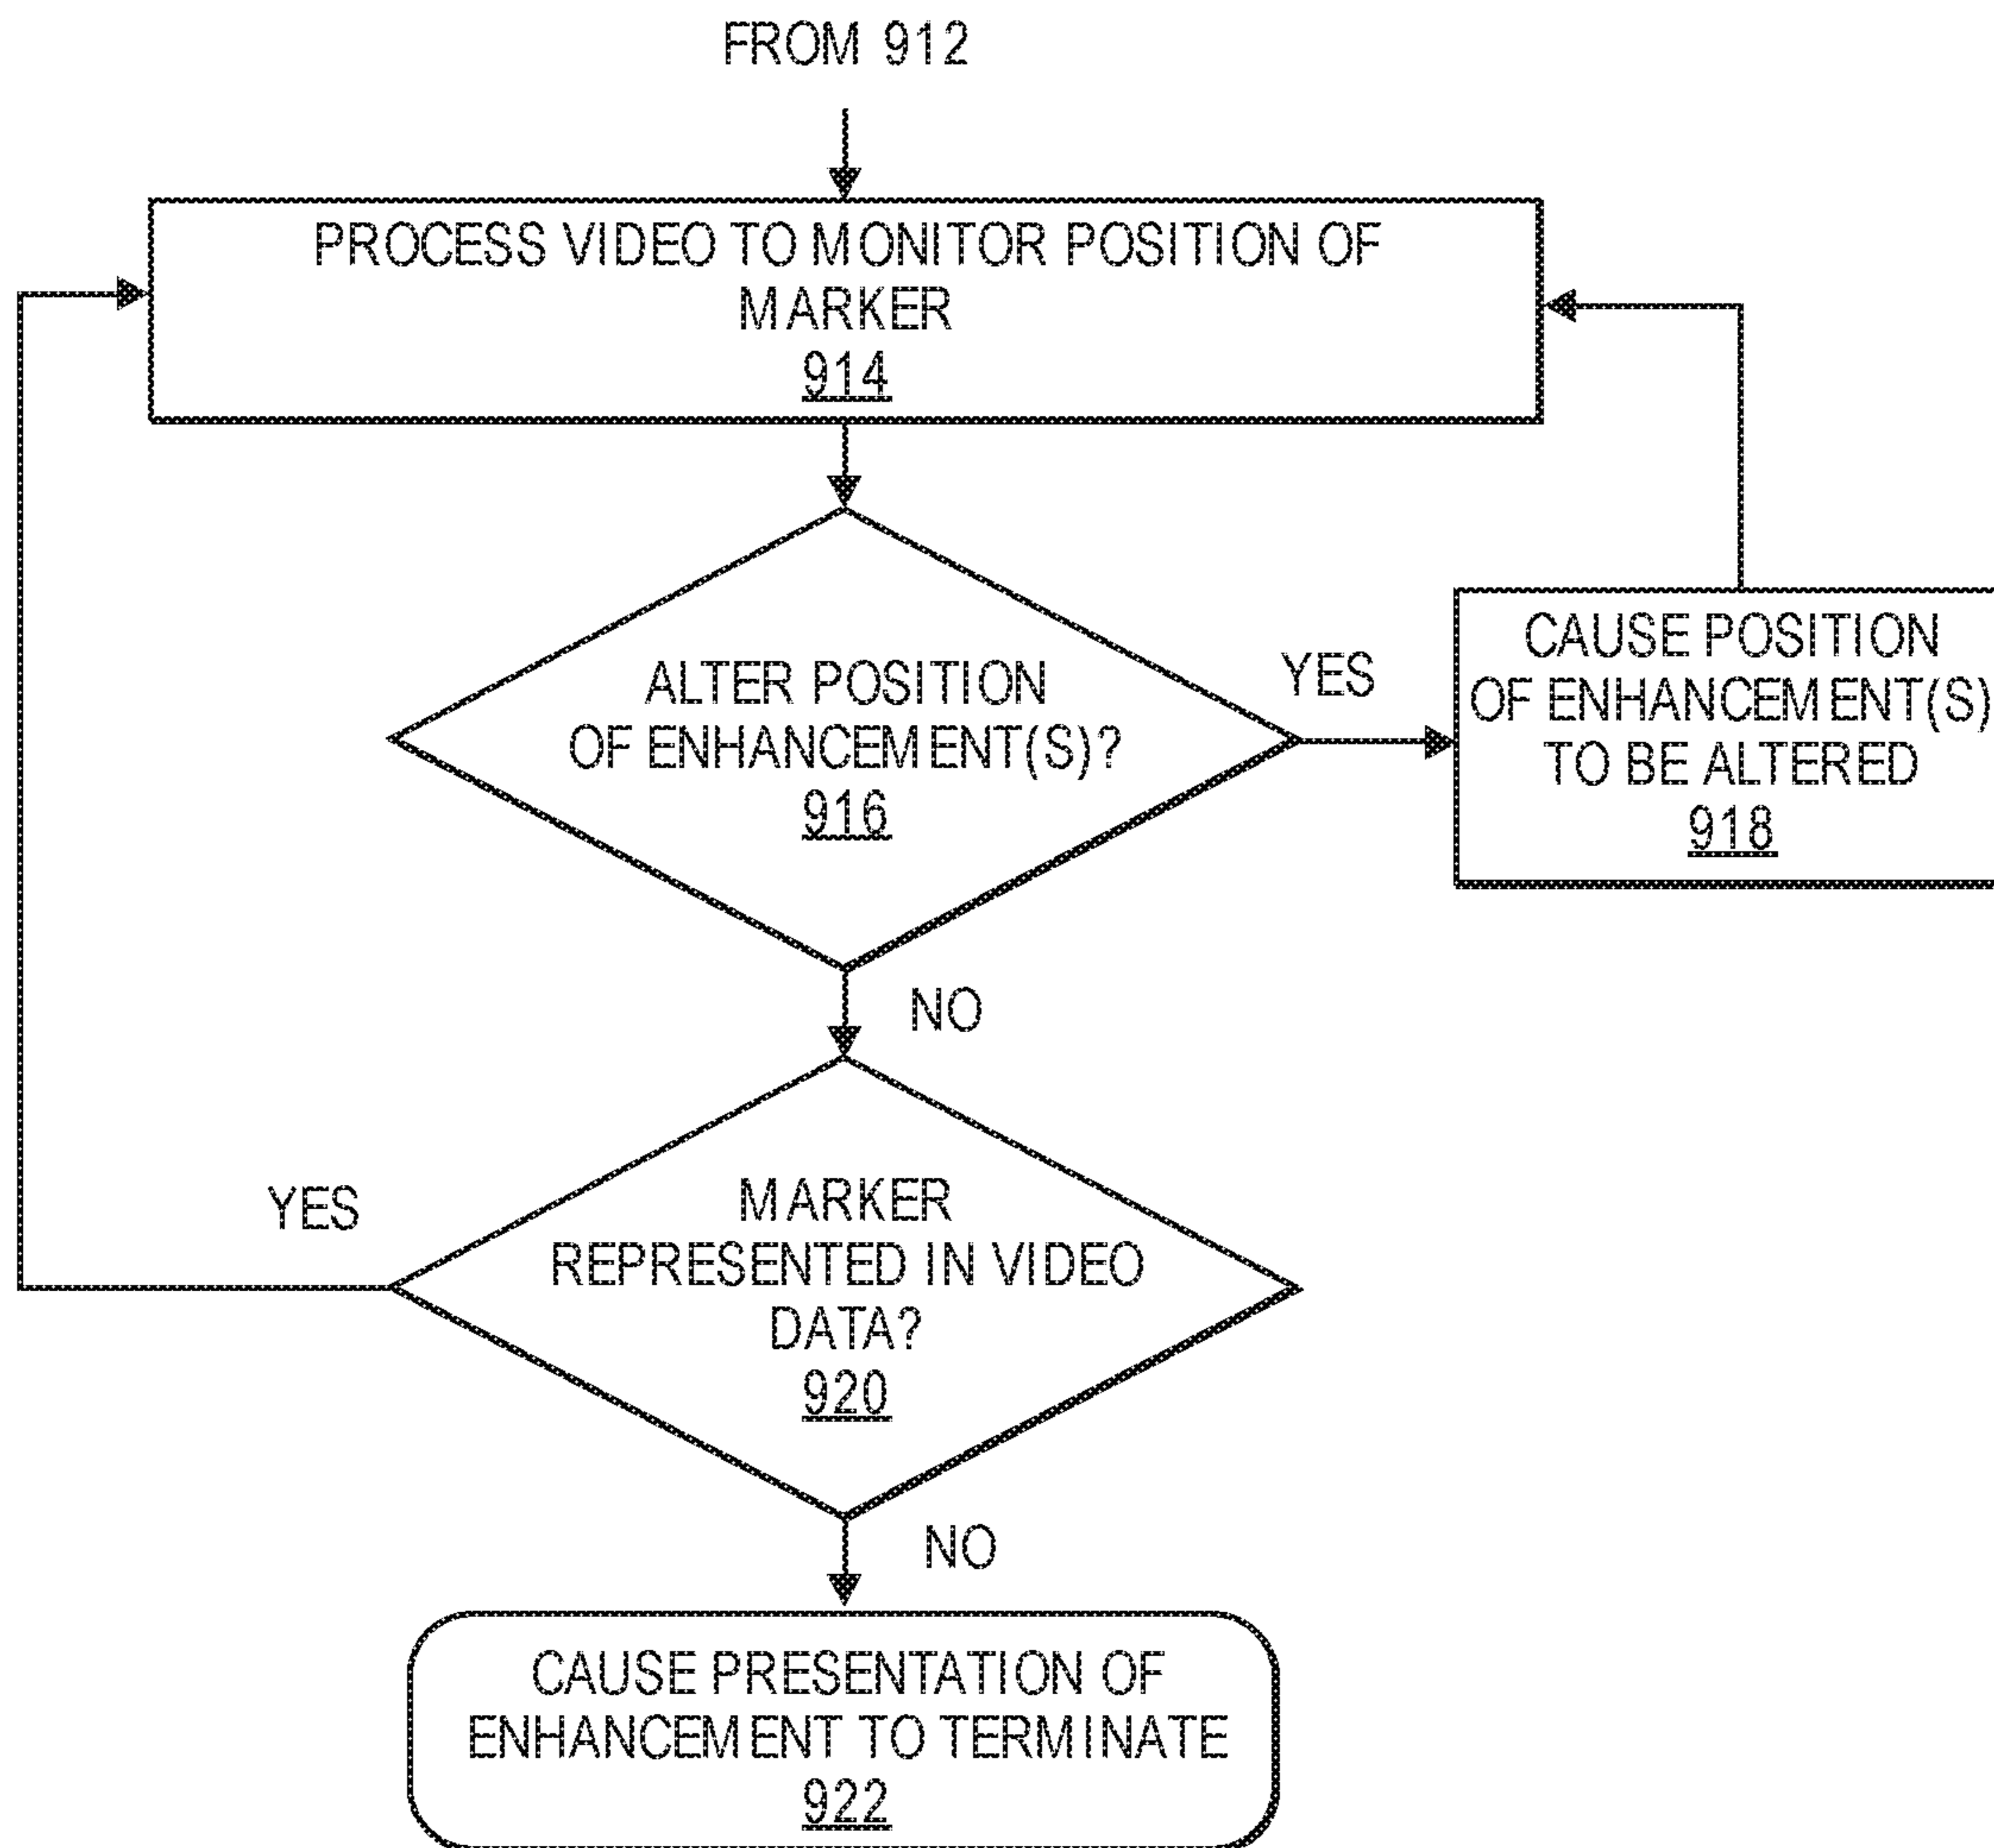 FROM 912
PROCESS VIDEO TO MONITOR POSITION OF
MARKER
914
ALTER POSITION
OF ENHANCEMENT(S)?
916
YES
CAUSE POSITION
OF ENHANCEMENT(S)
TO BE ALTERED
918
NO
YES
MARKER
REPRESENTED IN VIDEO
DATA?
920
NO
CAUSE PRESENTATION OF
ENHANCEMENT TO TERMINATE
922